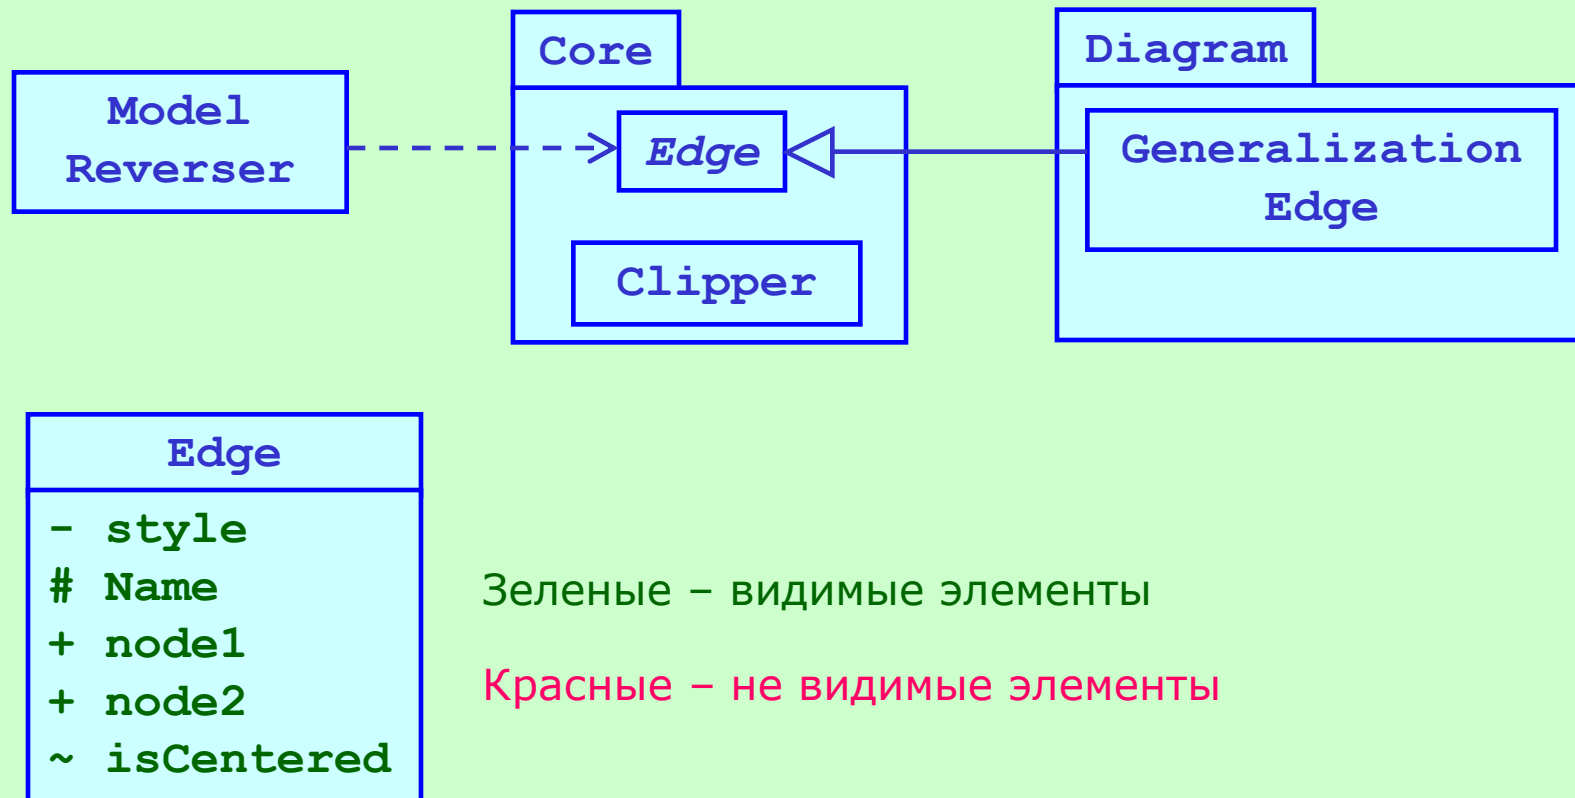 Core
Diagram
Model
Reverser
Edge
Generalization
Edge
Clipper
Edge
- style
# Name
+ node1
+ node2
~ isCentered
Зеленые – видимые элементы
Красные – не видимые элементы